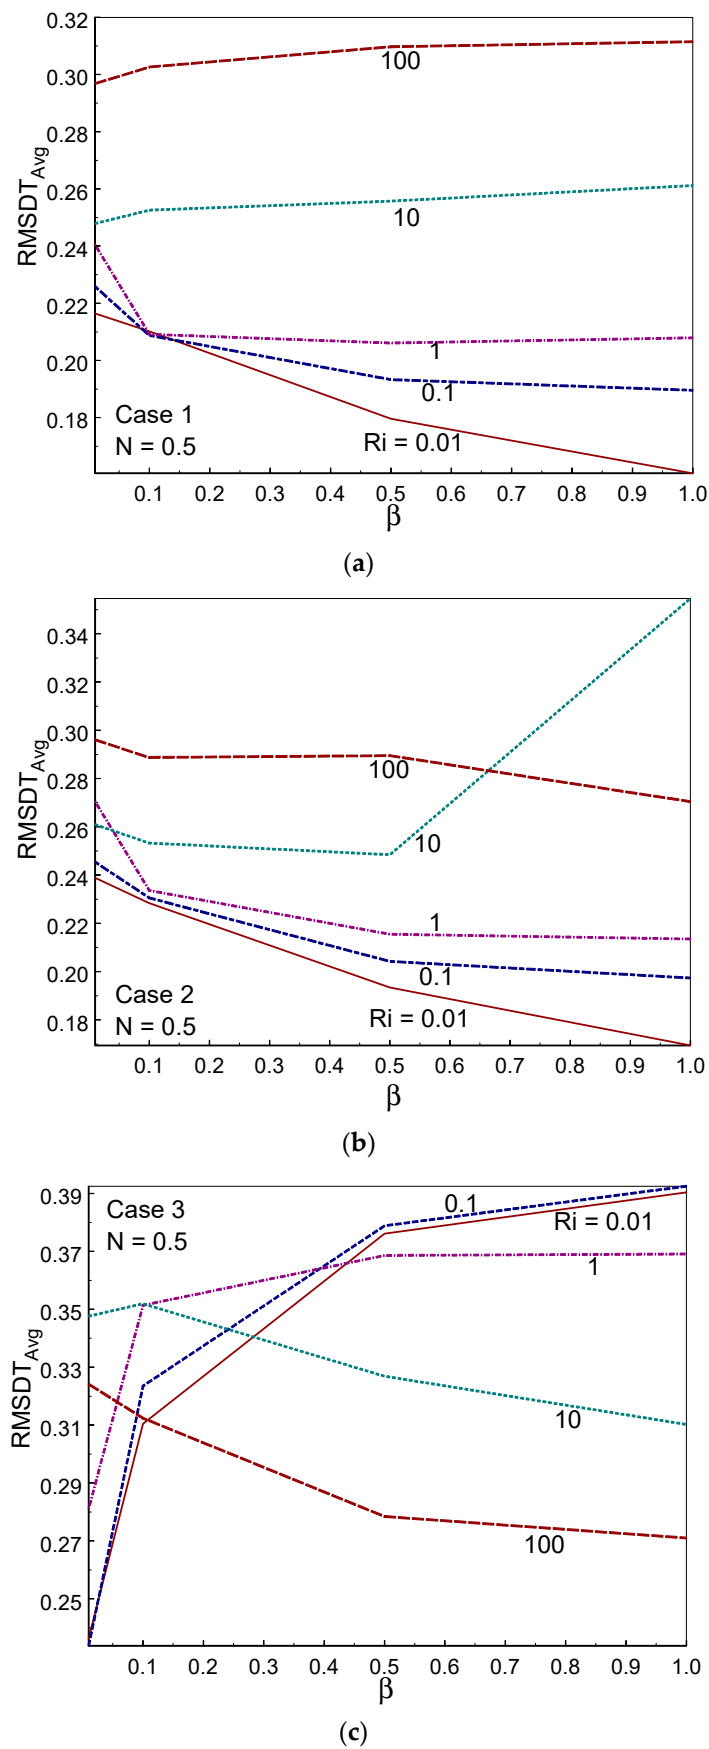 0.32
0.30
0.28
0.26
0.24
0.22
0.20
0.18
RMSDT_Avg
100
10
1
0.1
Ri = 0.01
Case 1
N = 0.5
0.1 0.2 0.3 0.4 0.5 0.6 0.7 0.8 0.9 1.0
β
(a)
0.34
0.32
0.30
0.28
0.26
0.24
0.22
0.20
0.18
RMSDT_Avg
100
10
1
0.1
Ri = 0.01
Case 2
N = 0.5
0.1 0.2 0.3 0.4 0.5 0.6 0.7 0.8 0.9 1.0
β
(b)
0.39
0.37
0.35
0.33
0.31
0.29
0.27
0.25
RMSDT_Avg
Case 3
N = 0.5
0.1
Ri = 0.01
1
10
100
0.1 0.2 0.3 0.4 0.5 0.6 0.7 0.8 0.9 1.0
β
(c)